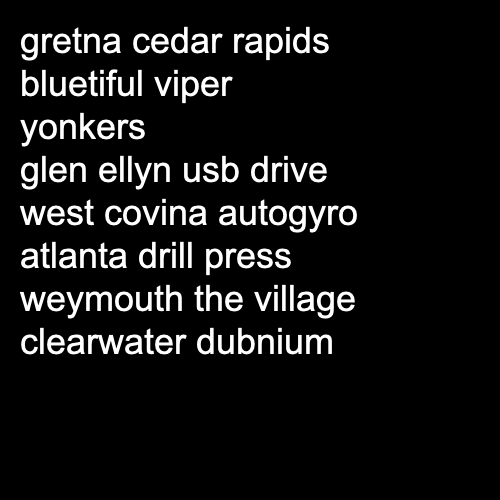 gretna cedar rapids
bluetiful viper
yonkers
glen ellyn usb drive
west covina autogyro
atlanta drill press
weymouth the village
clearwater dubnium